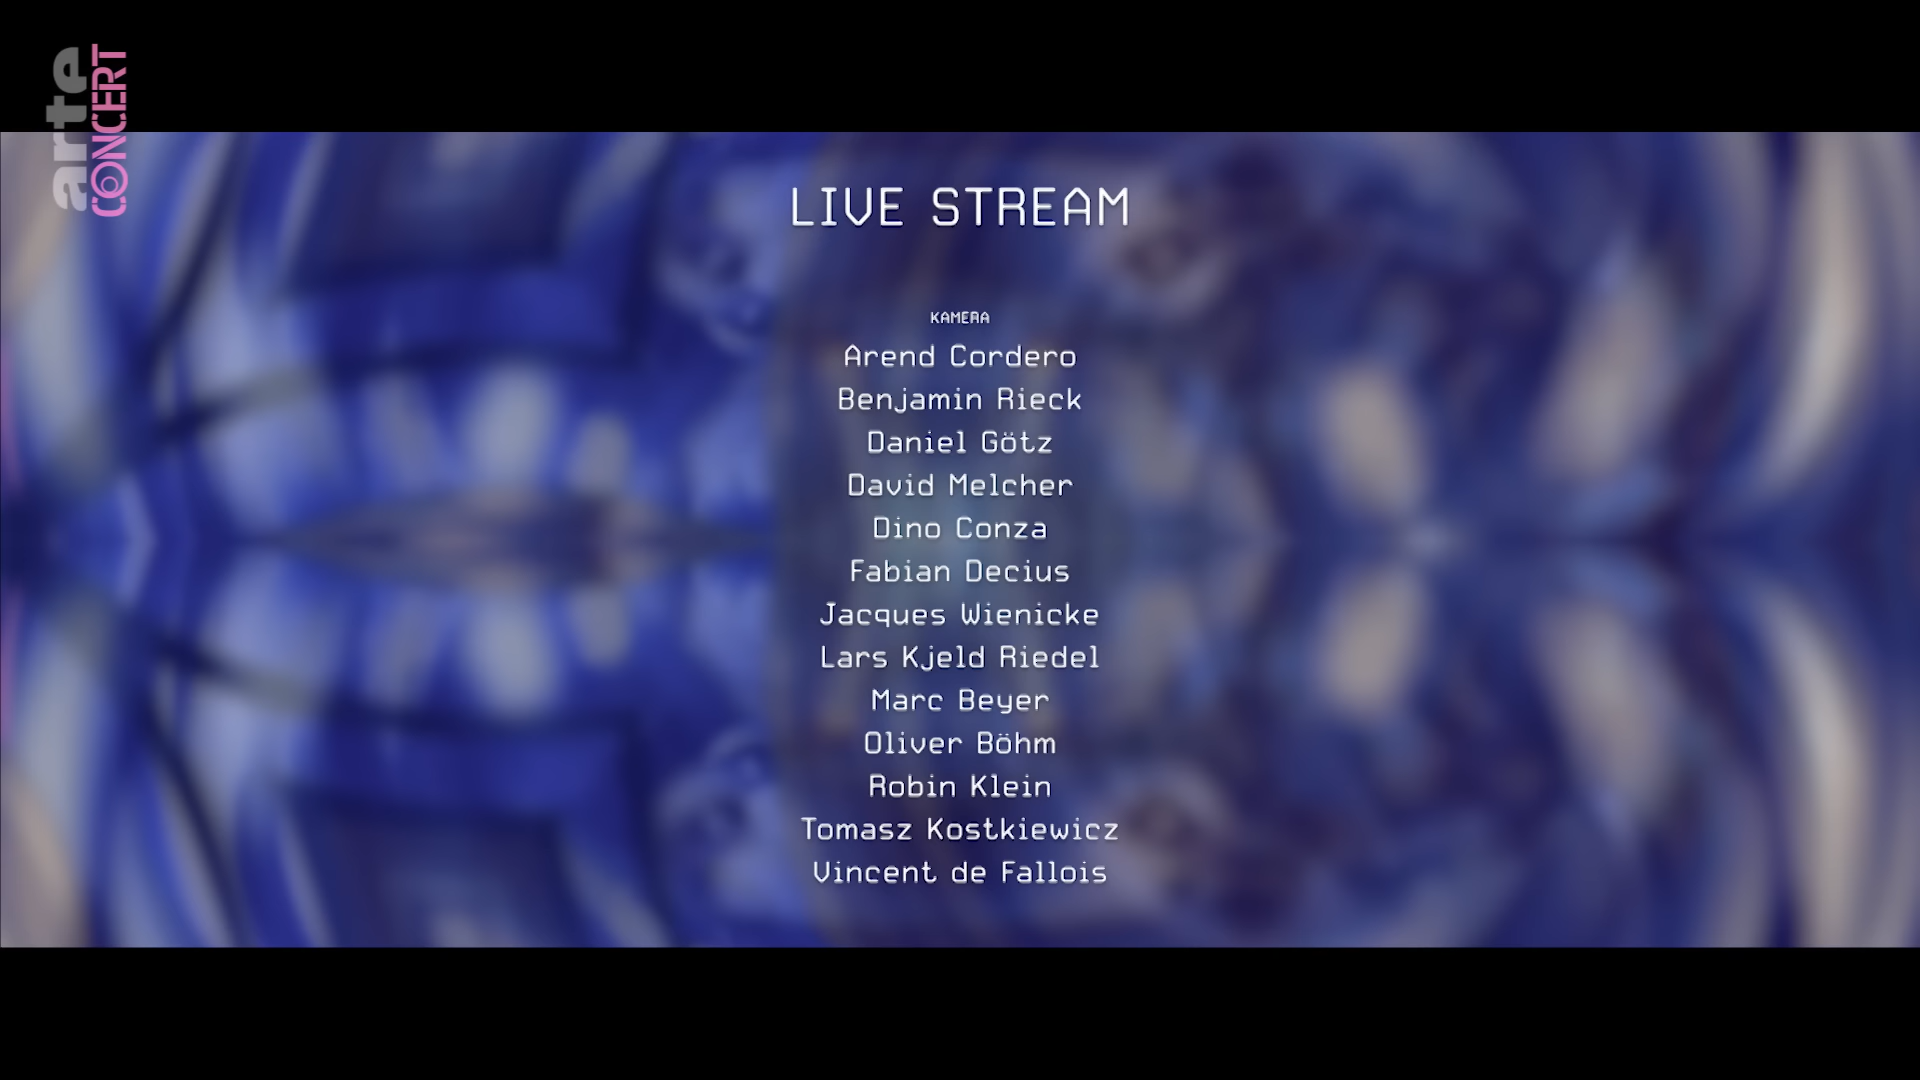 arte
CONCERT
LIVE STREAM
KAMERA
Arend Cordero
Benjamin Rieck
Daniel Götz
David Melcher
Dino Conza
Fabian Decius
Jacques Wienicke
Lars Kjeld Riedel
Marc Beyer
Oliver Böhm
Robin Klein
Tomasz Kostkiewicz
Vincent de Fallois